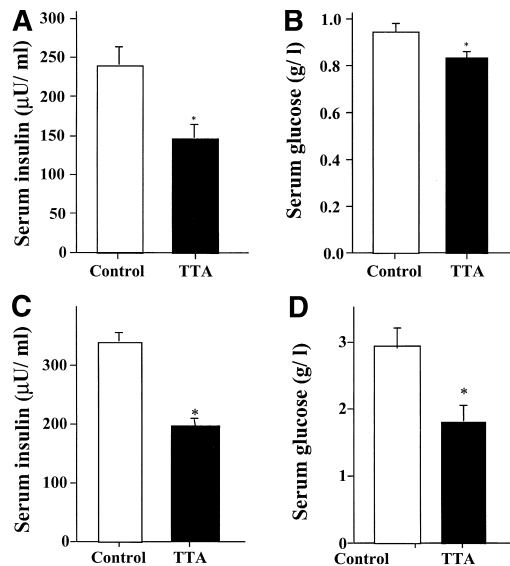 A
Serum insulin (μU/ ml)
300
250
200
150
100
50
0
*
Control TTA
B
Serum glucose (g/ l)
1.0
0.8
0.6
0.4
0.2
0.0
*
Control TTA
C
Serum insulin (μU/ ml)
300
200
100
0
*
Control TTA
D
Serum glucose (g/ l)
3
2
1
0
*
Control TTA